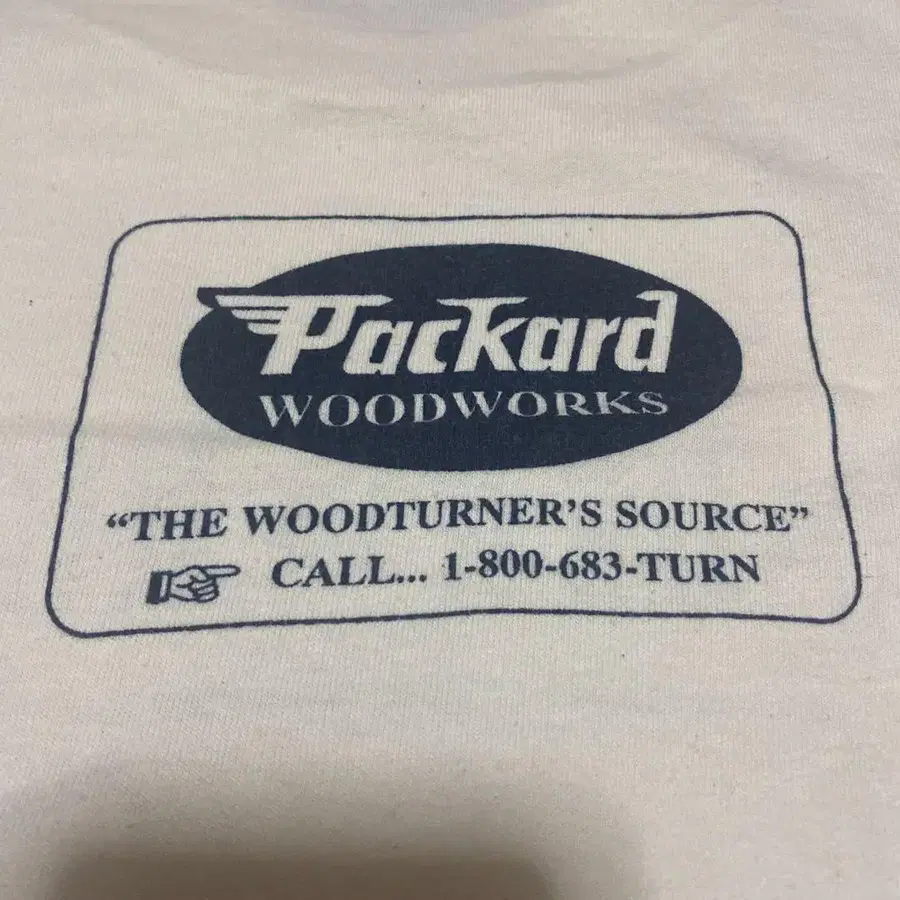 Packard
WOODWORKS
“THE WOODTURNER’S SOURCE”
CALL... 1-800-683-TURN